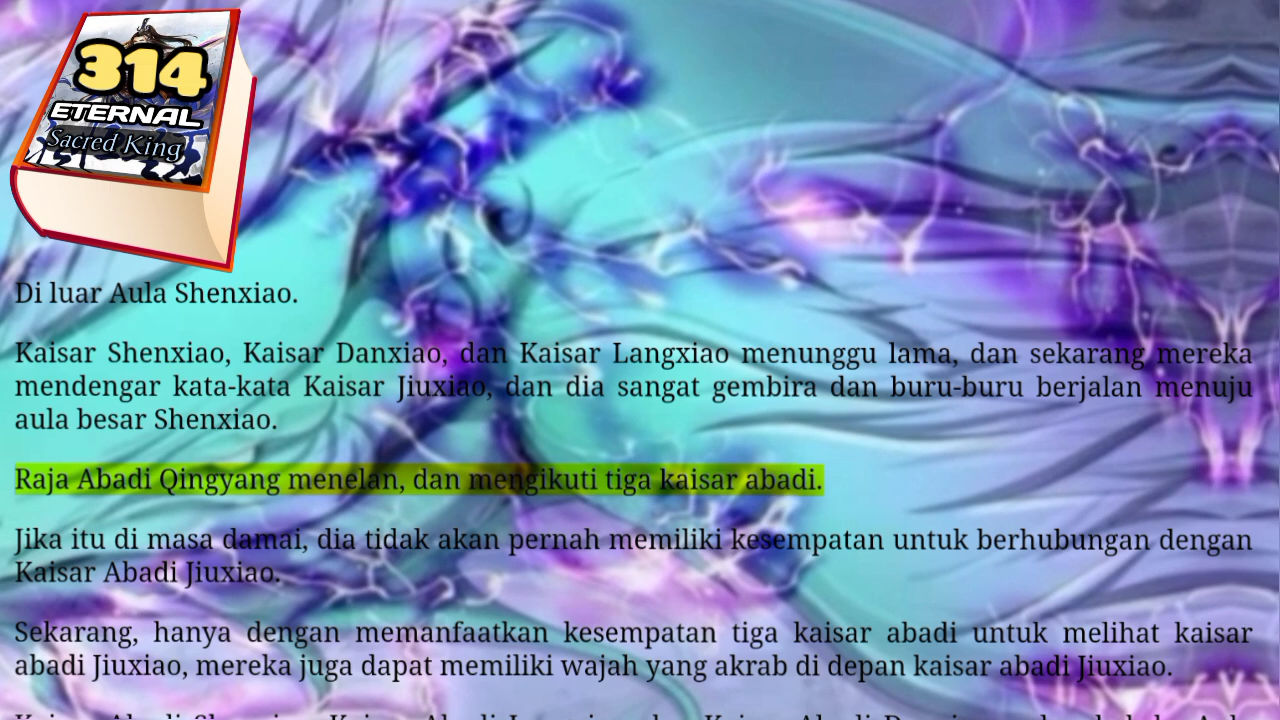 314
ETERNAL
Sacred King
Di luar Aula Shenxiao.
Kaisar Shenxiao, Kaisar Danxiao, dan Kaisar Langxiao menunggu lama, dan sekarang mereka
mendengar kata-kata Kaisar Jiuxiao, dan dia sangat gembira dan buru-buru berjalan menuju
aula besar Shenxiao.
Raja Abadi Qingyang menelan, dan mengikuti tiga kaisar abadi.
Jika itu di masa damai, dia tidak akan pernah memiliki kesempatan untuk berhubungan dengan
Kaisar Abadi Jiuxiao.
Sekarang, hanya dengan memanfaatkan kesempatan tiga kaisar abadi untuk melihat kaisar
abadi Jiuxiao, mereka juga dapat memiliki wajah yang akrab di depan kaisar abadi Jiuxiao.